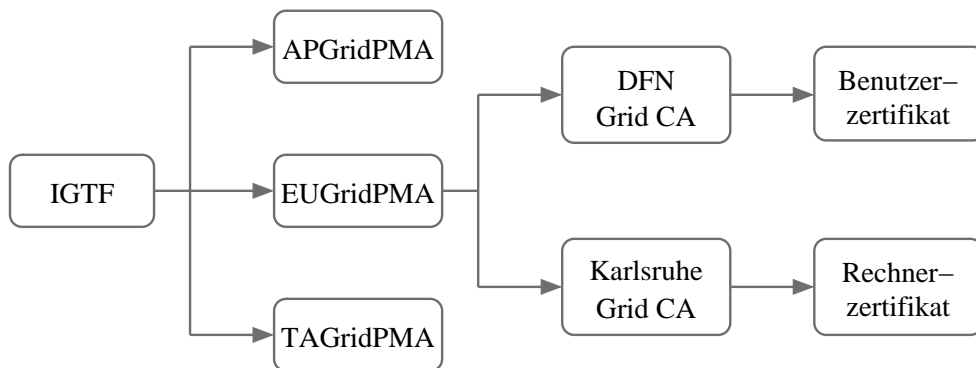 APGridPMA
DFN
Grid CA
Benutzer–
zertifikat
IGTF
EUGridPMA
Karlsruhe
Grid CA
Rechner–
zertifikat
TAGridPMA